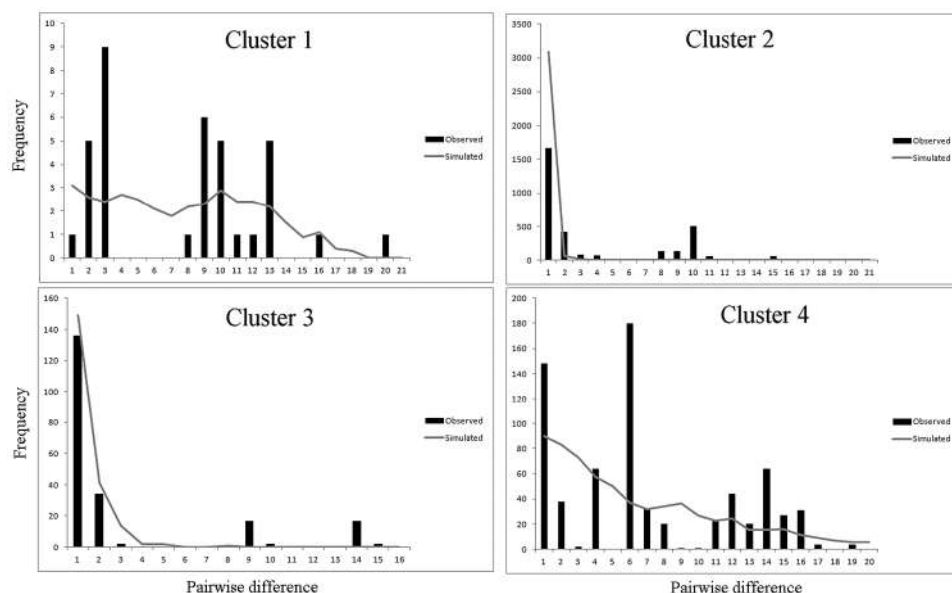 Cluster 1
Frequency
10
9
8
7
6
5
4
3
2
1
0
Observed
Simulated
1 2 3 4 5 6 7 8 9 10 11 12 13 14 15 16 17 18 19 20 21
Cluster 2
3500
3000
2500
2000
1500
1000
500
0
Observed
Simulated
1 2 3 4 5 6 7 8 9 10 11 12 13 14 15 16 17 18 19 20 21
Cluster 3
Frequency
160
140
120
100
80
60
40
20
0
Observed
Simulated
1 2 3 4 5 6 7 8 9 10 11 12 13 14 15 16
Pairwise difference
Cluster 4
200
180
160
140
120
100
80
60
40
20
0
Observed
Simulated
1 2 3 4 5 6 7 8 9 10 11 12 13 14 15 16 17 18 19 20
Pairwise difference